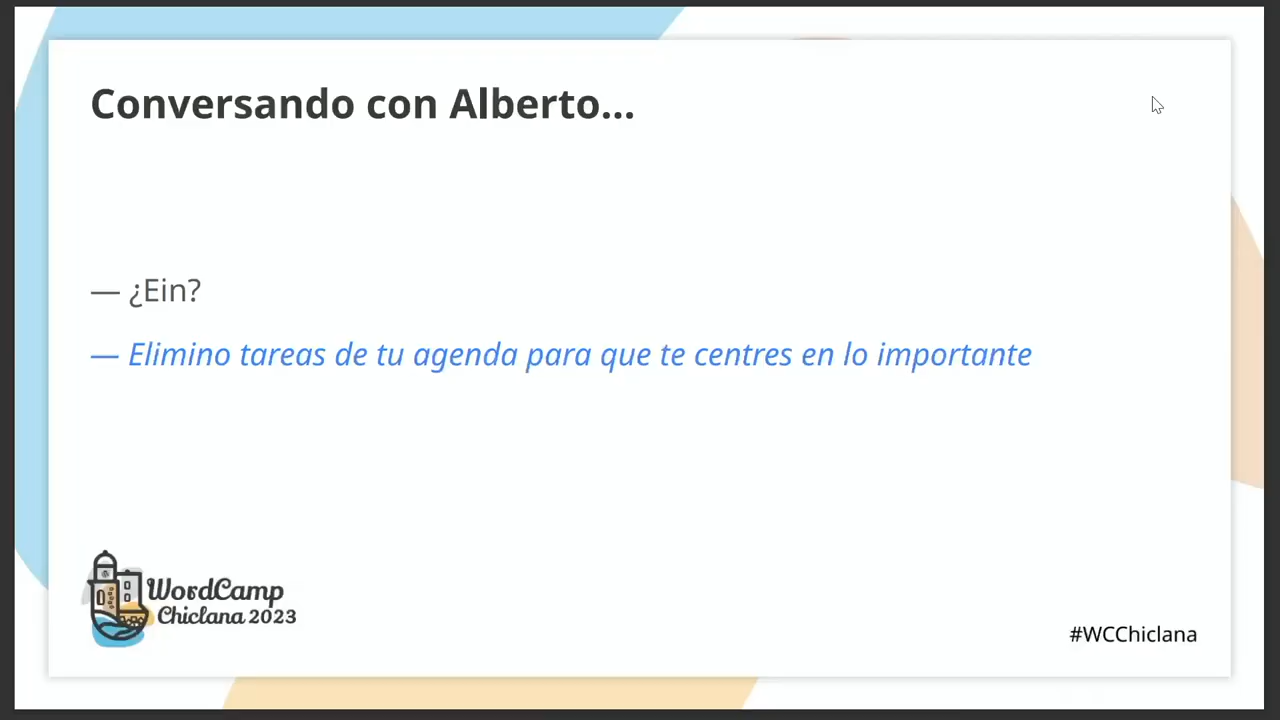 Conversando con Alberto...
— ¿Ein?
— Elimino tareas de tu agenda para que te centres en lo importante
WordCamp
Chiclana 2023
#WCChiclana